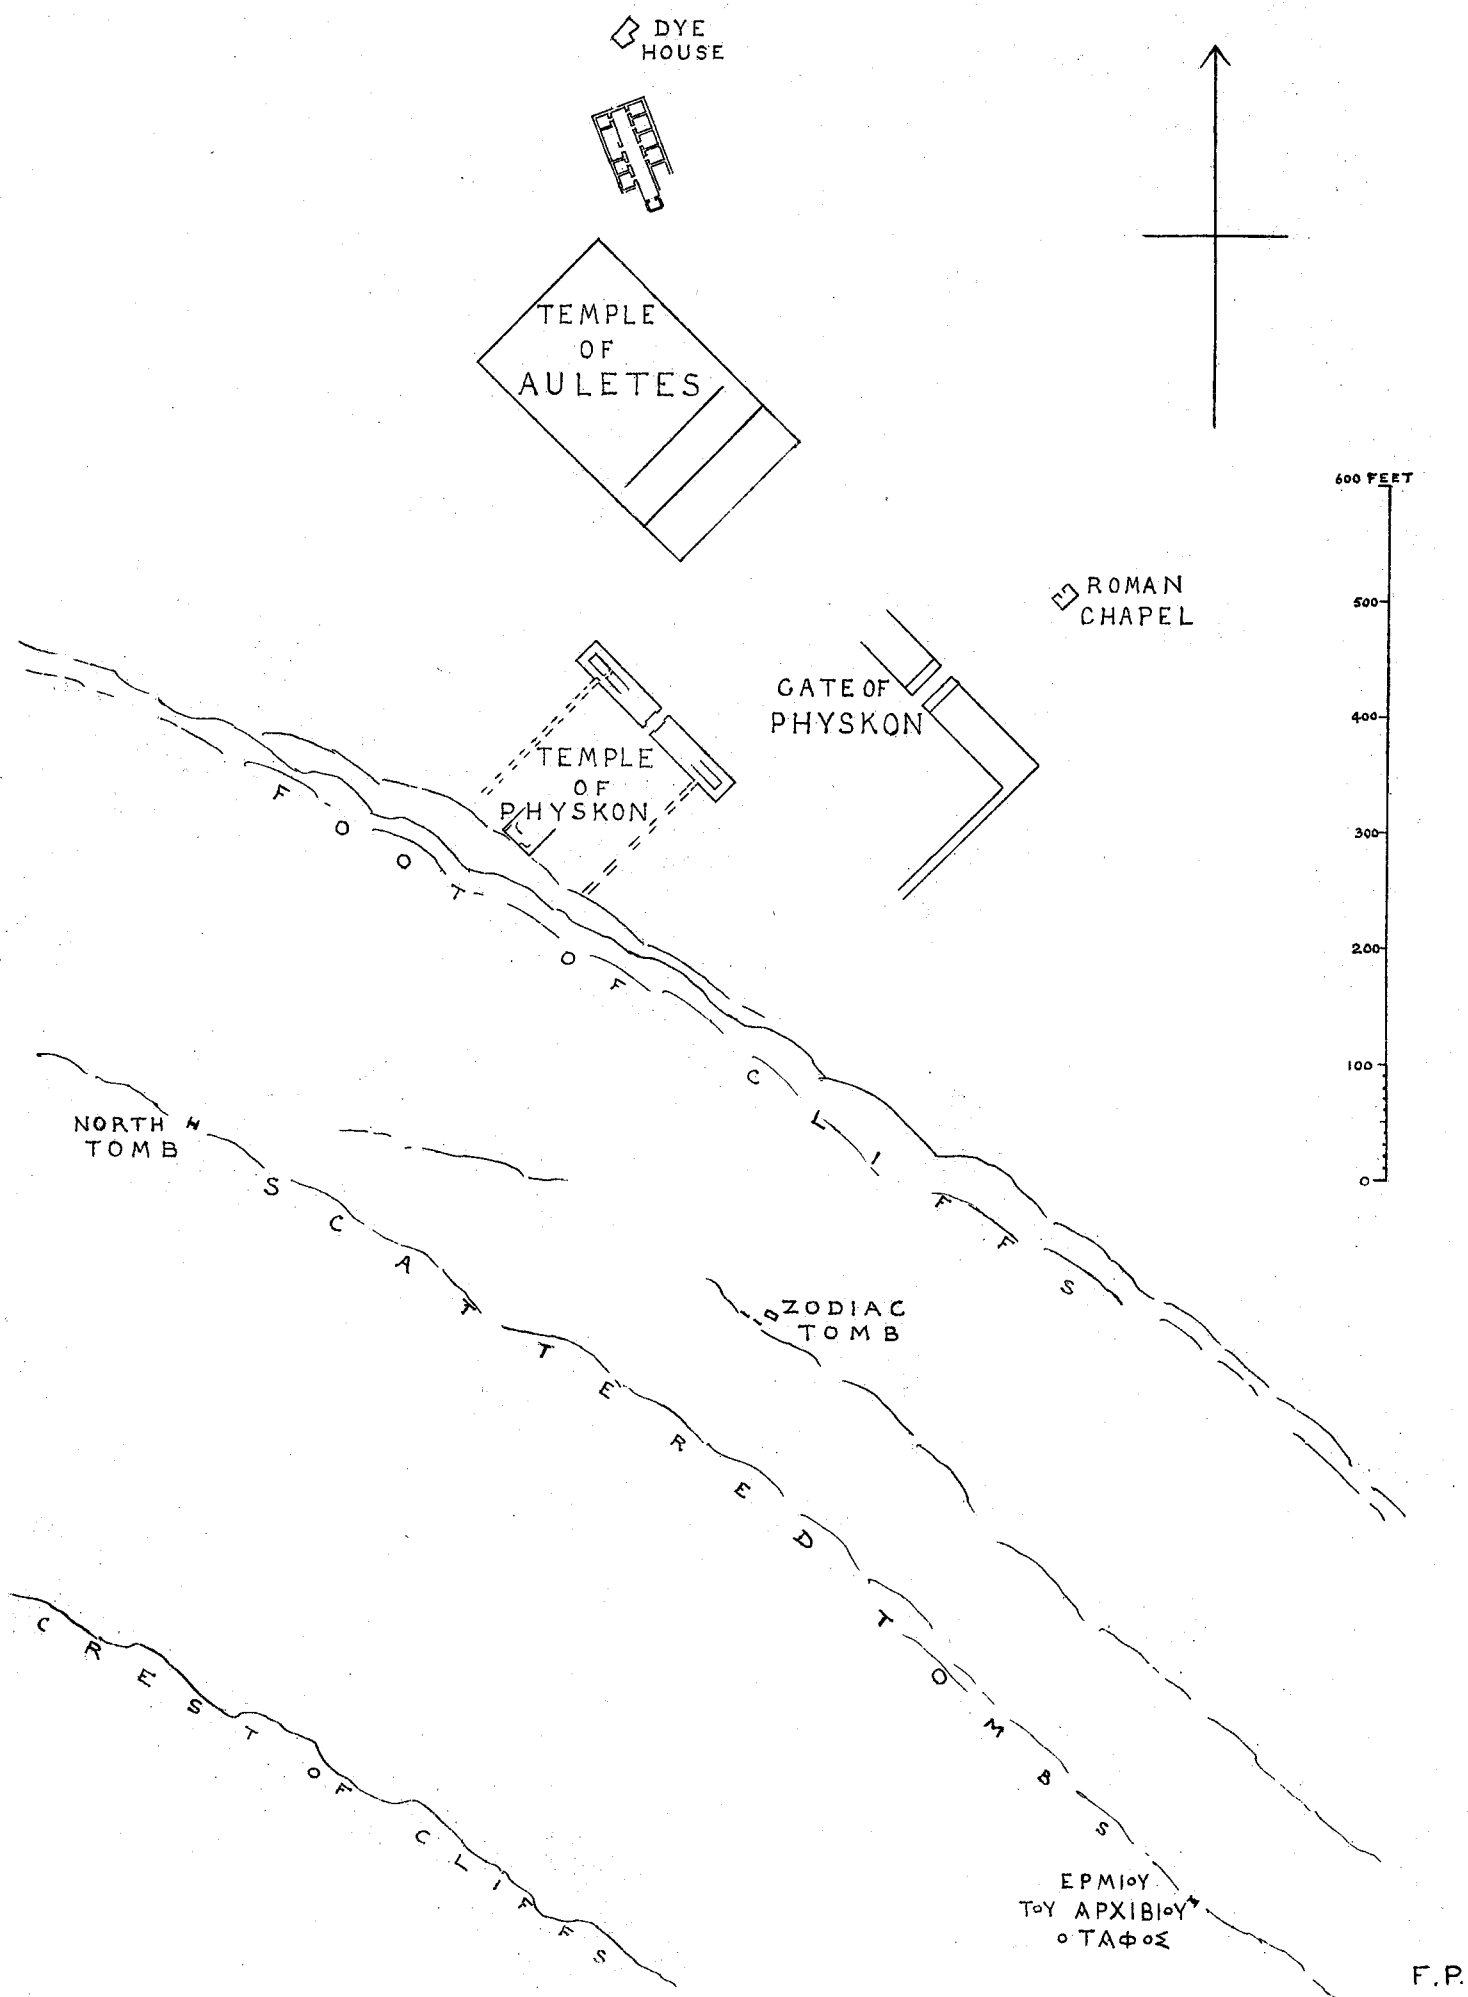 DYE
HOUSE
TEMPLE
OF
AULETES
600 FEET
500
400
300
200
100
0
ROMAN
CHAPEL
GATE OF
PHYSKON
TEMPLE
OF
PHYSKON
FOOT OF CLIFFS
NORTH
TOMB
SCATTERED TOMBS
ZODIAC
TOMB
CREST OF CLIFFS
ΕΡΜΙΟΥ
ΤΟΥ ΑΡΧΙΒΙΟΥ
Ο ΤΑΦΟΣ
F.P.